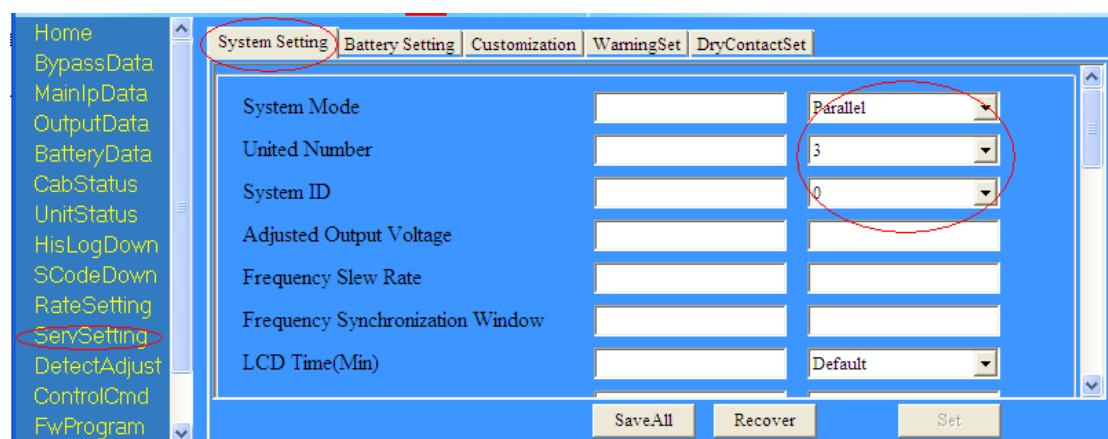 Home
BypassData
MainIpData
OutputData
BatteryData
CabStatus
UnitStatus
HisLogDown
SCodeDown
RateSetting
ServSetting
DetectAdjust
ControlCmd
FwProgram
System Setting Battery Setting Customization WarningSet DryContactSet
System Mode Parallel
United Number 3
System ID 0
Adjusted Output Voltage
Frequency Slew Rate
Frequency Synchronization Window
LCD Time(Min) Default
SaveAll Recover Set